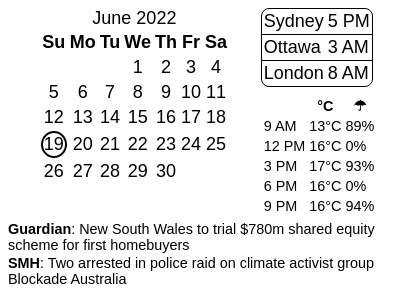 June 2022
Su Mo Tu We Th Fr Sa
1 2 3 4
5 6 7 8 9 10 11
12 13 14 15 16 17 18
19 20 21 22 23 24 25
26 27 28 29 30
Sydney 5 PM
Ottawa 3 AM
London 8 AM
°C ☂
9 AM 13°C 89%
12 PM 16°C 0%
3 PM 17°C 93%
6 PM 16°C 0%
9 PM 16°C 94%
Guardian: New South Wales to trial $780m shared equity
scheme for first homebuyers
SMH: Two arrested in police raid on climate activist group
Blockade Australia